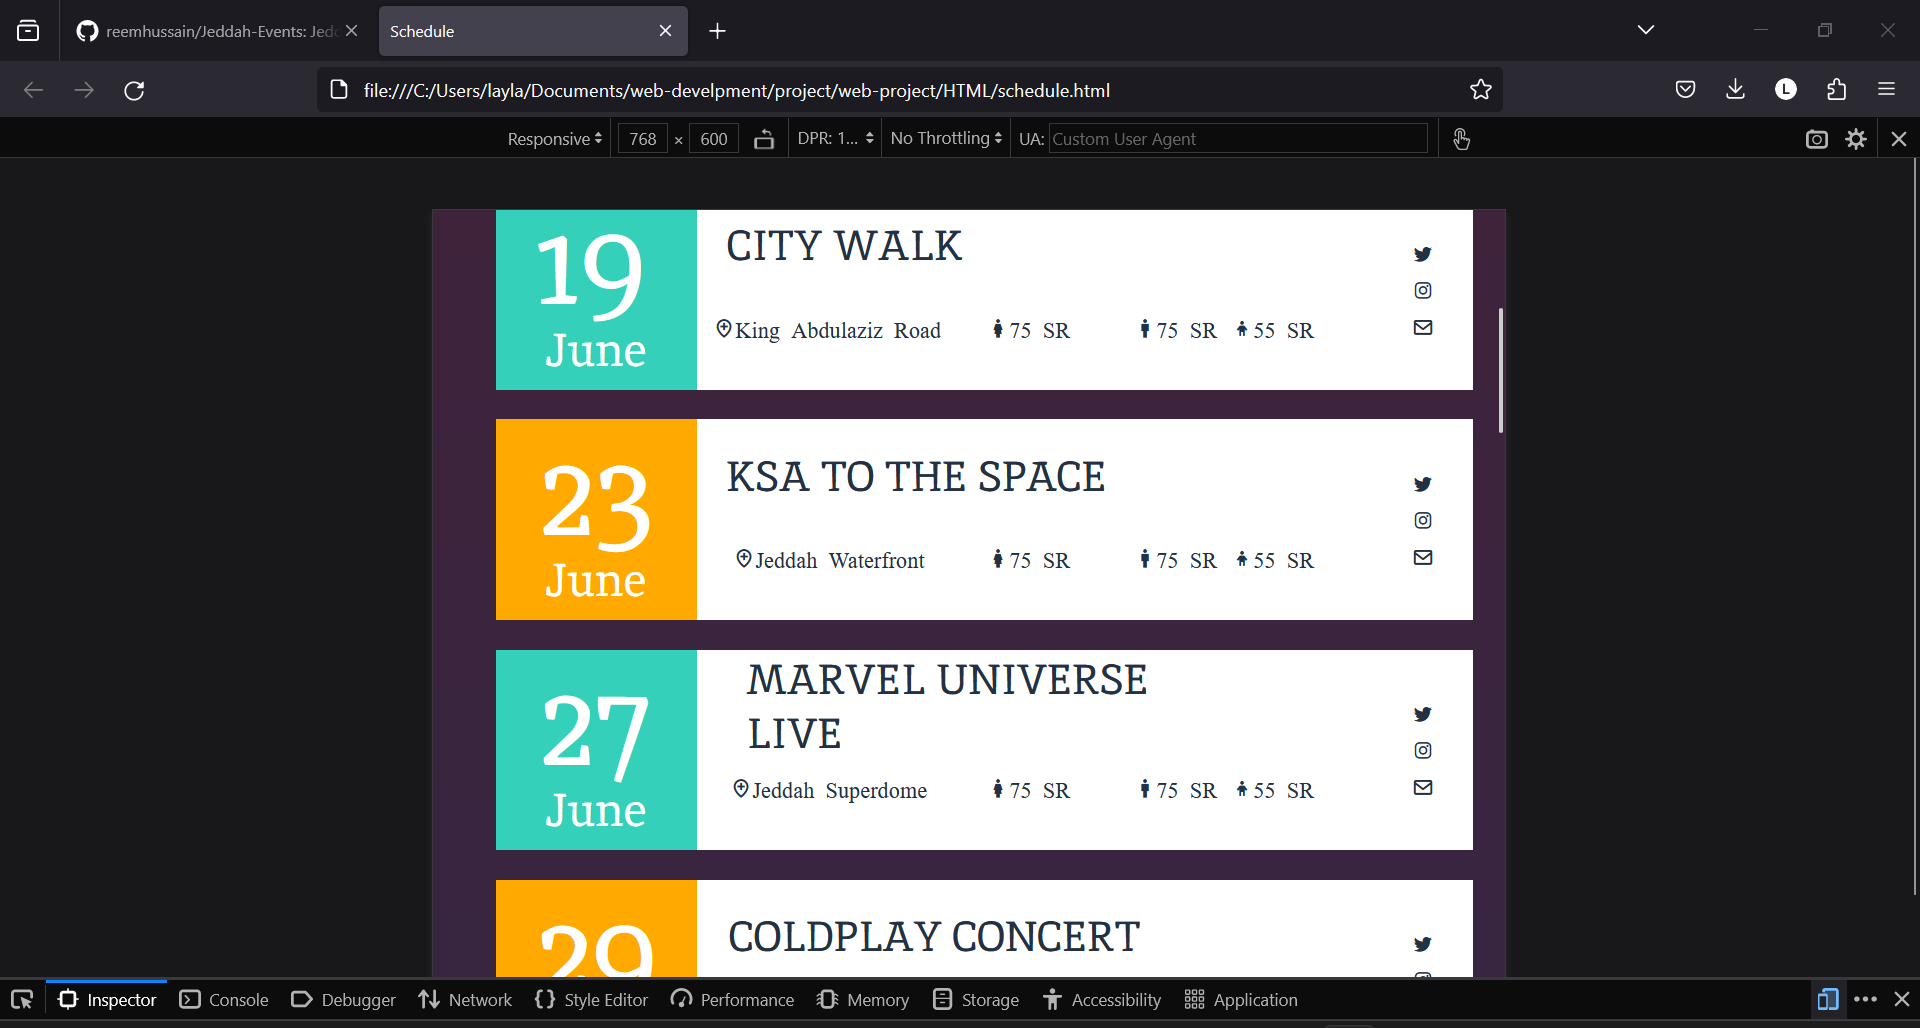 reemhussain/Jeddah-Events: Jedd
Schedule
file:///C:/Users/layla/Documents/web-develpment/project/web-project/HTML/schedule.html
L
Responsive 768 × 600 DPR: 1... No Throttling UA: Custom User Agent
19
June
CITY WALK
King Abdulaziz Road 75 SR 75 SR 55 SR
23
June
KSA TO THE SPACE
Jeddah Waterfront 75 SR 75 SR 55 SR
27
June
MARVEL UNIVERSE
LIVE
Jeddah Superdome 75 SR 75 SR 55 SR
29
COLDPLAY CONCERT
Inspector Console Debugger Network Style Editor Performance Memory Storage Accessibility Application